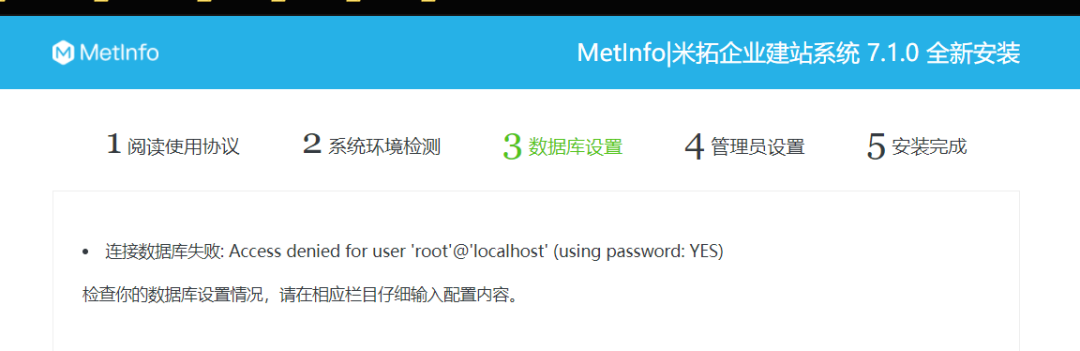 MetInfo
MetInfo|米拓企业建站系统 7.1.0 全新安装
1 阅读使用协议 2 系统环境检测 3 数据库设置 4 管理员设置 5 安装完成
• 连接数据库失败: Access denied for user 'root'@'localhost' (using password: YES)
检查你的数据库设置情况，请在相应栏目仔细输入配置内容。